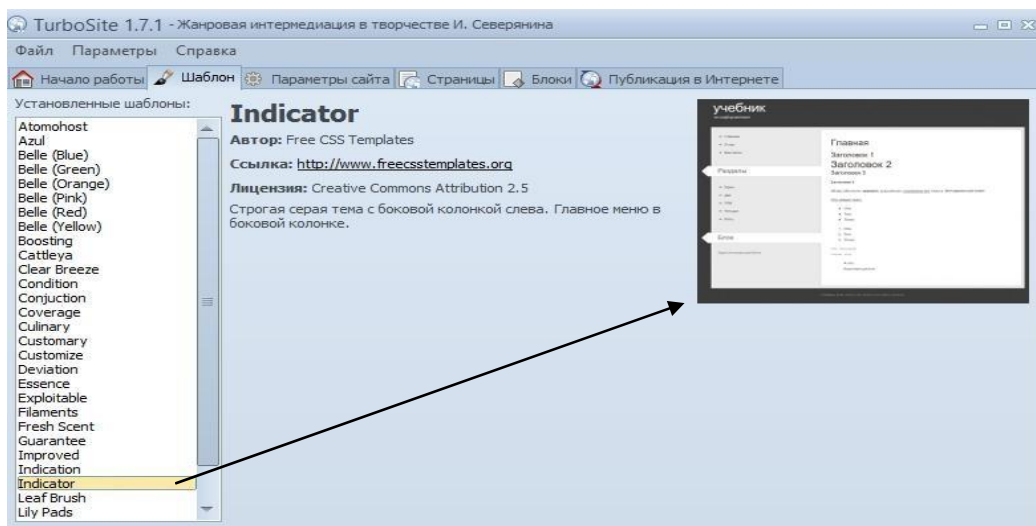 TurboSite 1.7.1 - Жанровая интермедиация в творчестве И. Северянина
Файл Параметры Справка
Начало работы Шаблон Параметры сайта Страницы Блоки Публикация в Интернете
Установленные шаблоны:
Atomohost
Azul
Belle (Blue)
Belle (Green)
Belle (Orange)
Belle (Pink)
Belle (Red)
Belle (Yellow)
Boosting
Cattleya
Clear Breeze
Condition
Conjuction
Coverage
Culinary
Customary
Customize
Deviation
Essence
Exploitable
Filaments
Fresh Scent
Guarantee
Improved
Indication
Indicator
Leaf Brush
Lily Pads
Indicator
Автор: Free CSS Templates
Ссылка: http://www.freecsstemplates.org
Лицензия: Creative Commons Attribution 2.5
Строгая серая тема с боковой колонкой слева. Главное меню в
боковой колонке.
учебник
Разделы
Блок
Главная
Заголовок 1
Заголовок 2
Заголовок 3